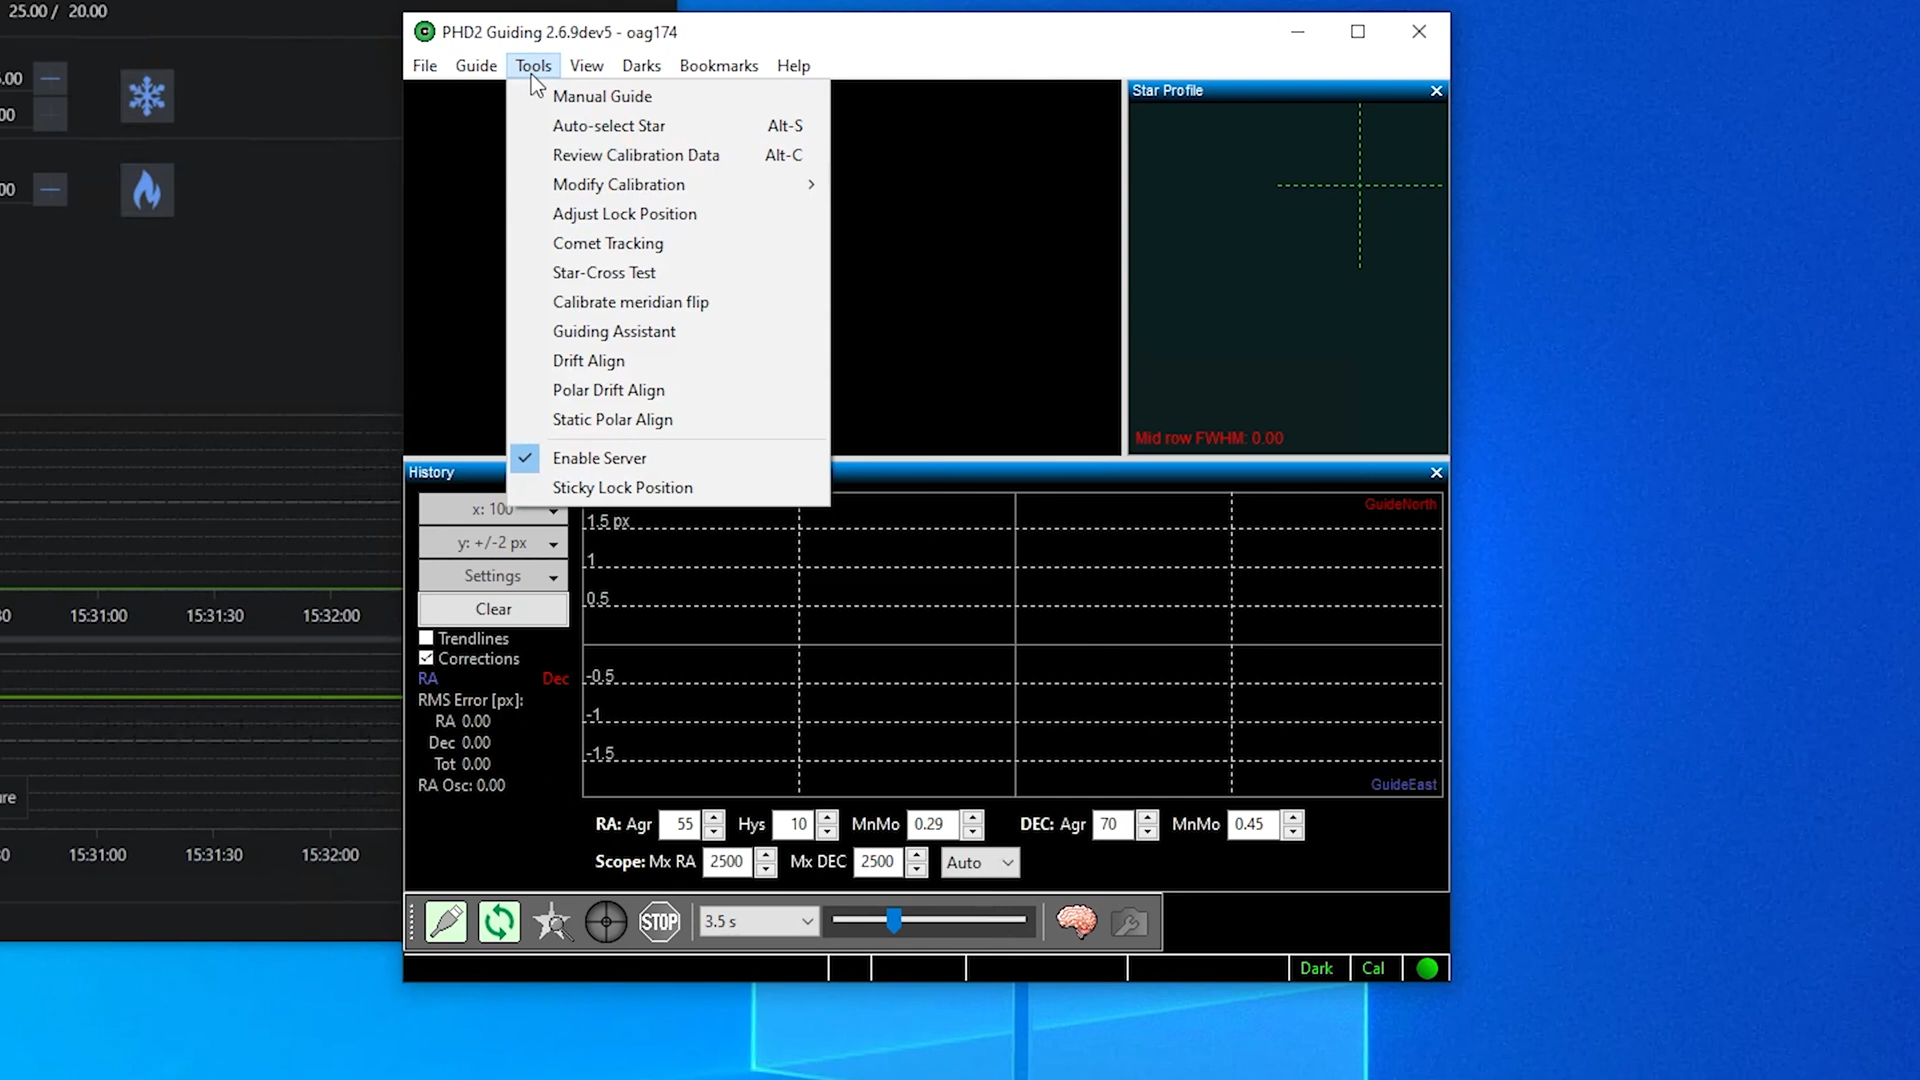 25.00 / 20.00
PHD2 Guiding 2.6.9dev5 - oag174
File Guide Tools View Darks Bookmarks Help
Manual Guide
Auto-select Star Alt-S
Review Calibration Data Alt-C
Modify Calibration
Adjust Lock Position
Comet Tracking
Star-Cross Test
Calibrate meridian flip
Guiding Assistant
Drift Align
Polar Drift Align
Static Polar Align
Enable Server
Sticky Lock Position
Star Profile
Mid row FWHM: 0.00
History
x: 100
y: +/-2 px
Settings
Clear
Trendlines
Corrections
RA Dec
RMS Error [px]:
RA 0.00
Dec 0.00
Tot 0.00
RA Osc: 0.00
GuideNorth
1.5 px
1
0.5
-0.5
-1
-1.5
GuideEast
RA: Agr 55 Hys 10 MnMo 0.29 DEC: Agr 70 MnMo 0.45
Scope: Mx RA 2500 Mx DEC 2500 Auto
STOP 3.5 s
Dark Cal
15:31:00 15:31:30 15:32:00
15:31:00 15:31:30 15:32:00